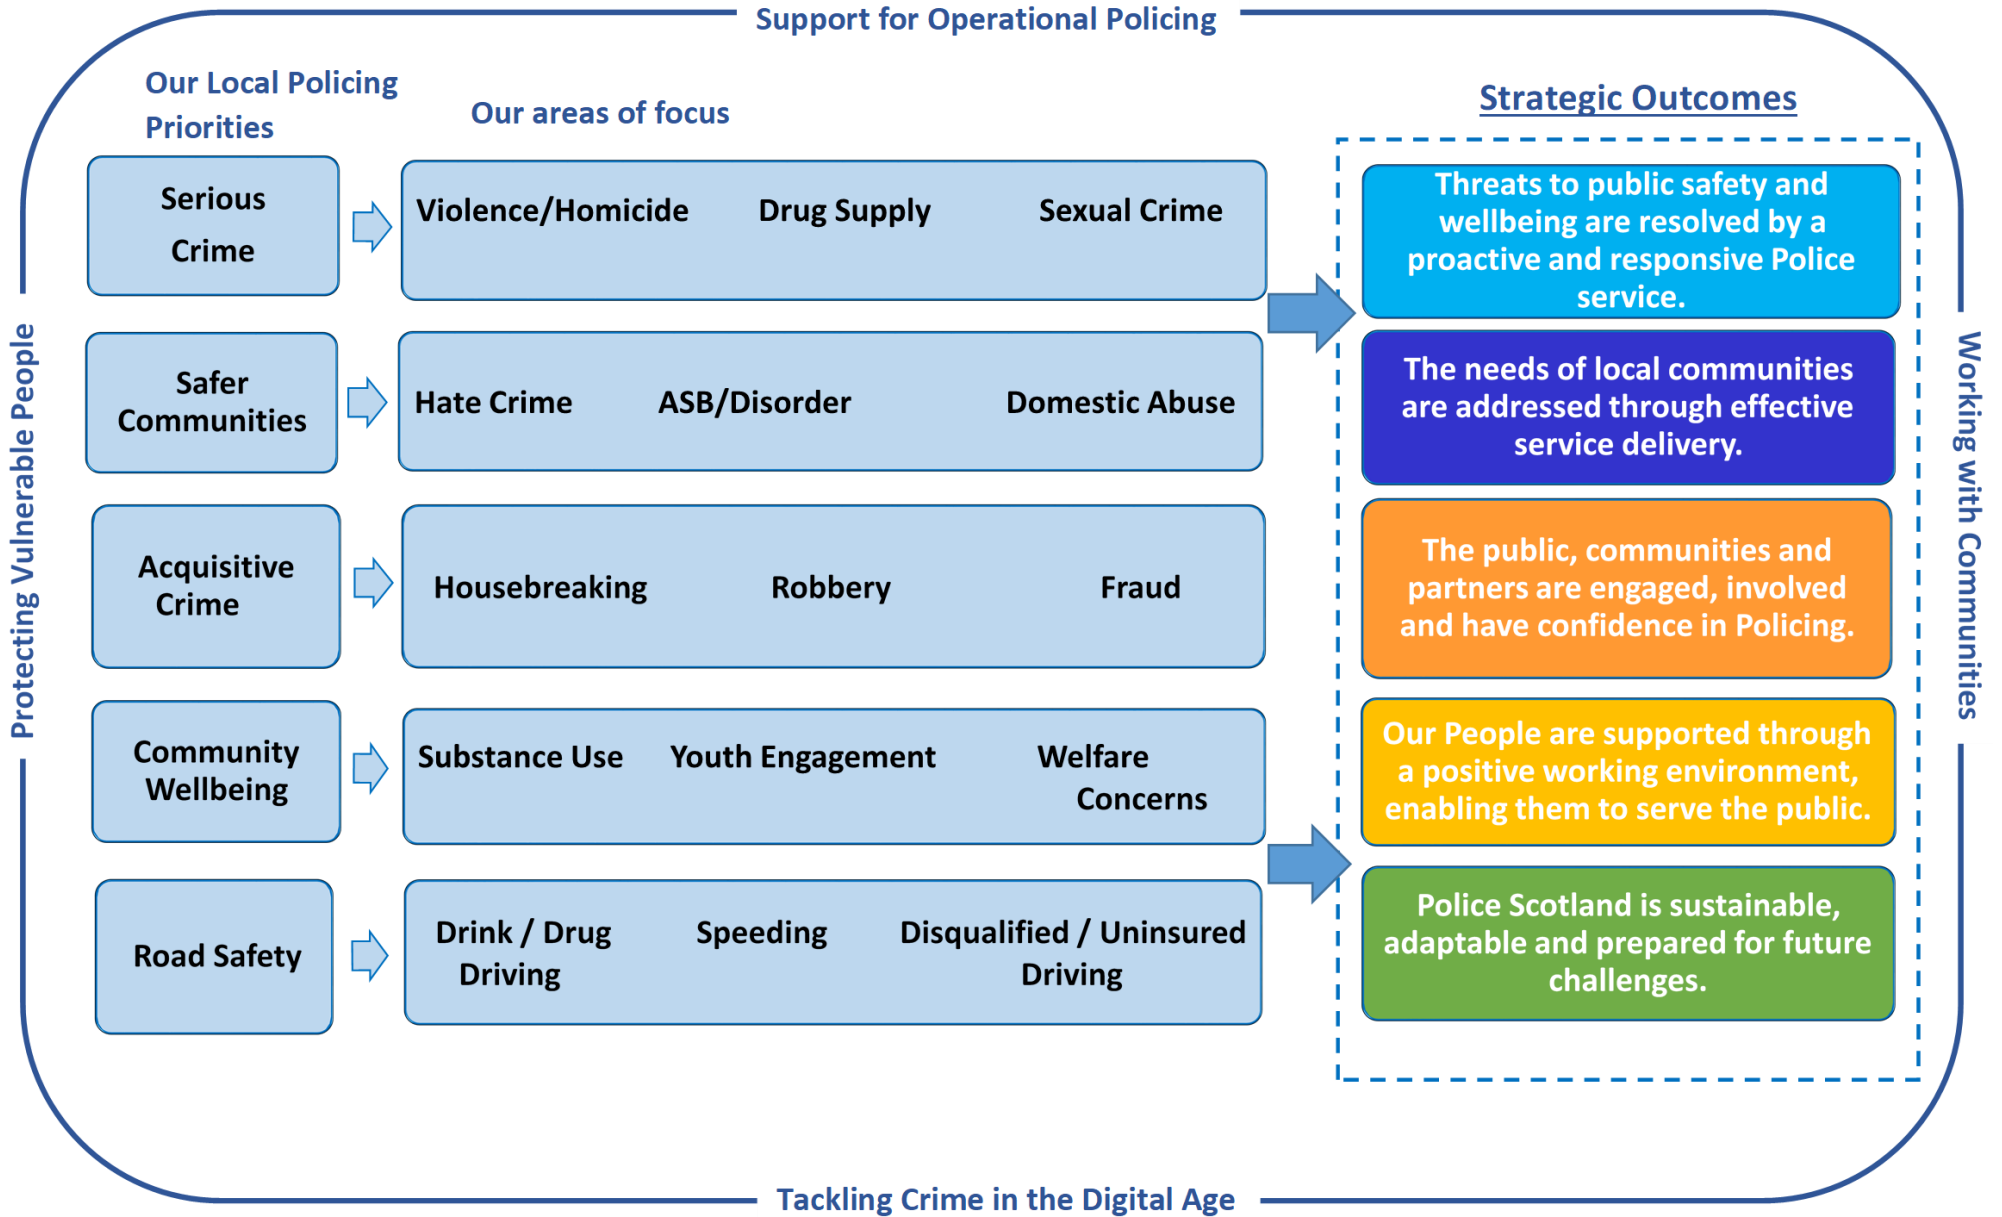 Support for Operational Policing
Our Local Policing
Priorities
Our areas of focus
Strategic Outcomes
Serious
Crime
Violence/Homicide Drug Supply Sexual Crime
Threats to public safety and
wellbeing are resolved by a
proactive and responsive Police
service.
Safer
Communities
Hate Crime ASB/Disorder Domestic Abuse
The needs of local communities
are addressed through effective
service delivery.
Acquisitive
Crime
Housebreaking Robbery Fraud
The public, communities and
partners are engaged, involved
and have confidence in Policing.
Community
Wellbeing
Substance Use Youth Engagement Welfare
Concerns
Our People are supported through
a positive working environment,
enabling them to serve the public.
Road Safety
Drink / Drug Speeding Disqualified / Uninsured
Driving Driving
Police Scotland is sustainable,
adaptable and prepared for future
challenges.
Protecting Vulnerable People
Working with Communities
Tackling Crime in the Digital Age